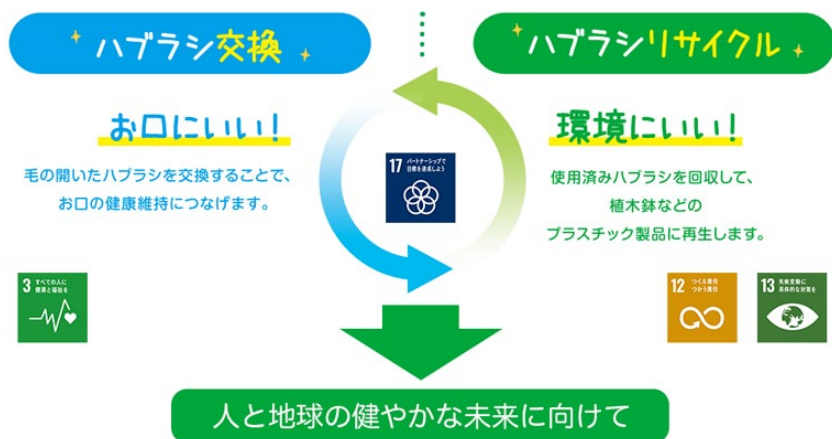 ハブラシ交換
ハブラシリサイクル
お口にいい！
環境にいい！
毛の開いたハブラシを交換することで、
お口の健康維持につなげます。
17 パートナーシップで
目標を達成しよう
使用済みハブラシを回収して、
植木鉢などの
プラスチック製品に再生します。
3 すべての人に
健康と福祉を
12 つくる責任
つかう責任
13 気候変動に
具体的な対策を
人と地球の健やかな未来に向けて